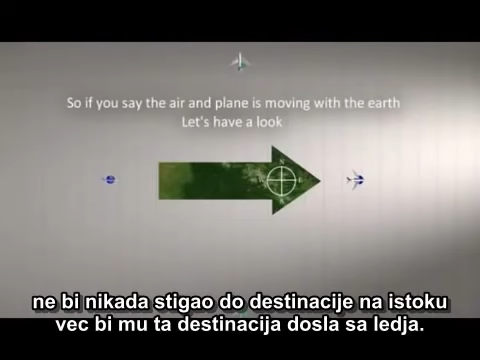 So if you say the air and plane is moving with the earth
Let's have a look
N
W
E
ne bi nikada stigao do destinacije na istoku
vec bi mu ta destinacija dosla sa ledja.